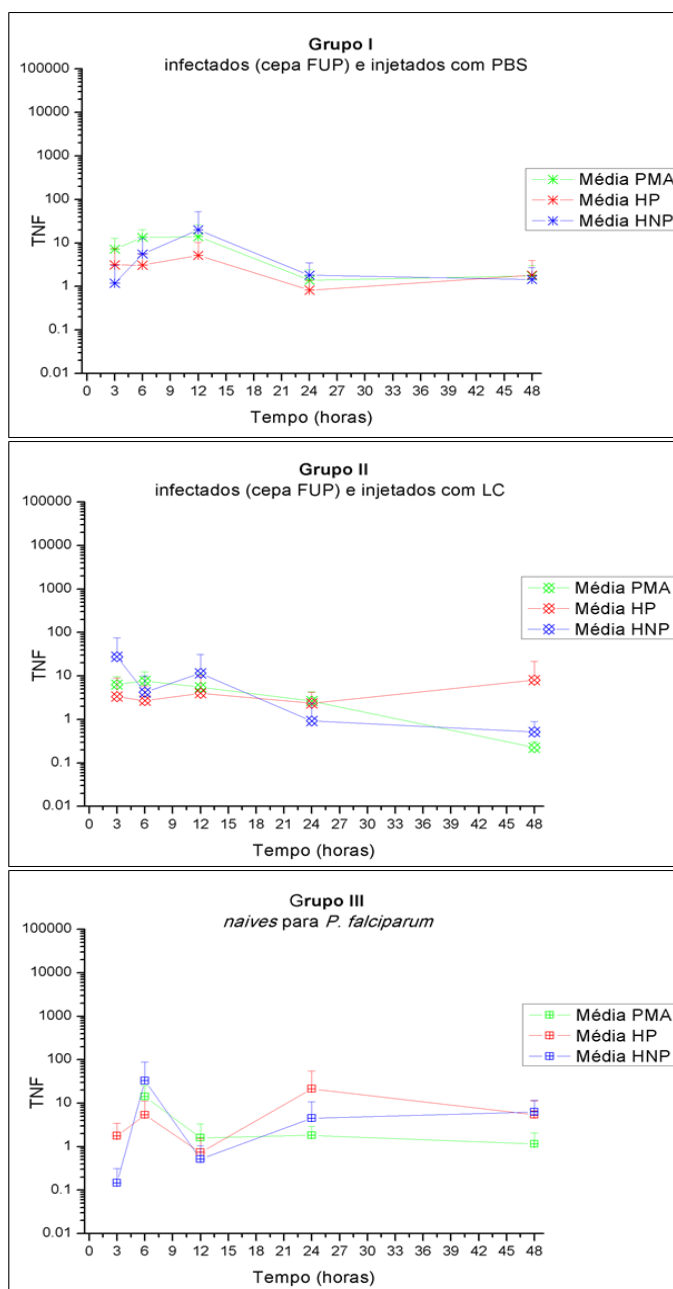 Grupo I
infectados (cepa FUP) e injetados com PBS
100000
10000
1000
100
10
1
0.1
0.01
TNF
Média PMA
Média HP
Média HNP
0 3 6 9 12 15 18 21 24 27 30 33 36 39 42 45 48
Tempo (horas)
Grupo II
infectados (cepa FUP) e injetados com LC
100000
10000
1000
100
10
1
0.1
0.01
TNF
Média PMA
Média HP
Média HNP
0 3 6 9 12 15 18 21 24 27 30 33 36 39 42 45 48
Tempo (horas)
Grupo III
naives para P. falciparum
100000
10000
1000
100
10
1
0.1
0.01
TNF
Média PMA
Média HP
Média HNP
0 3 6 9 12 15 18 21 24 27 30 33 36 39 42 45 48
Tempo (horas)